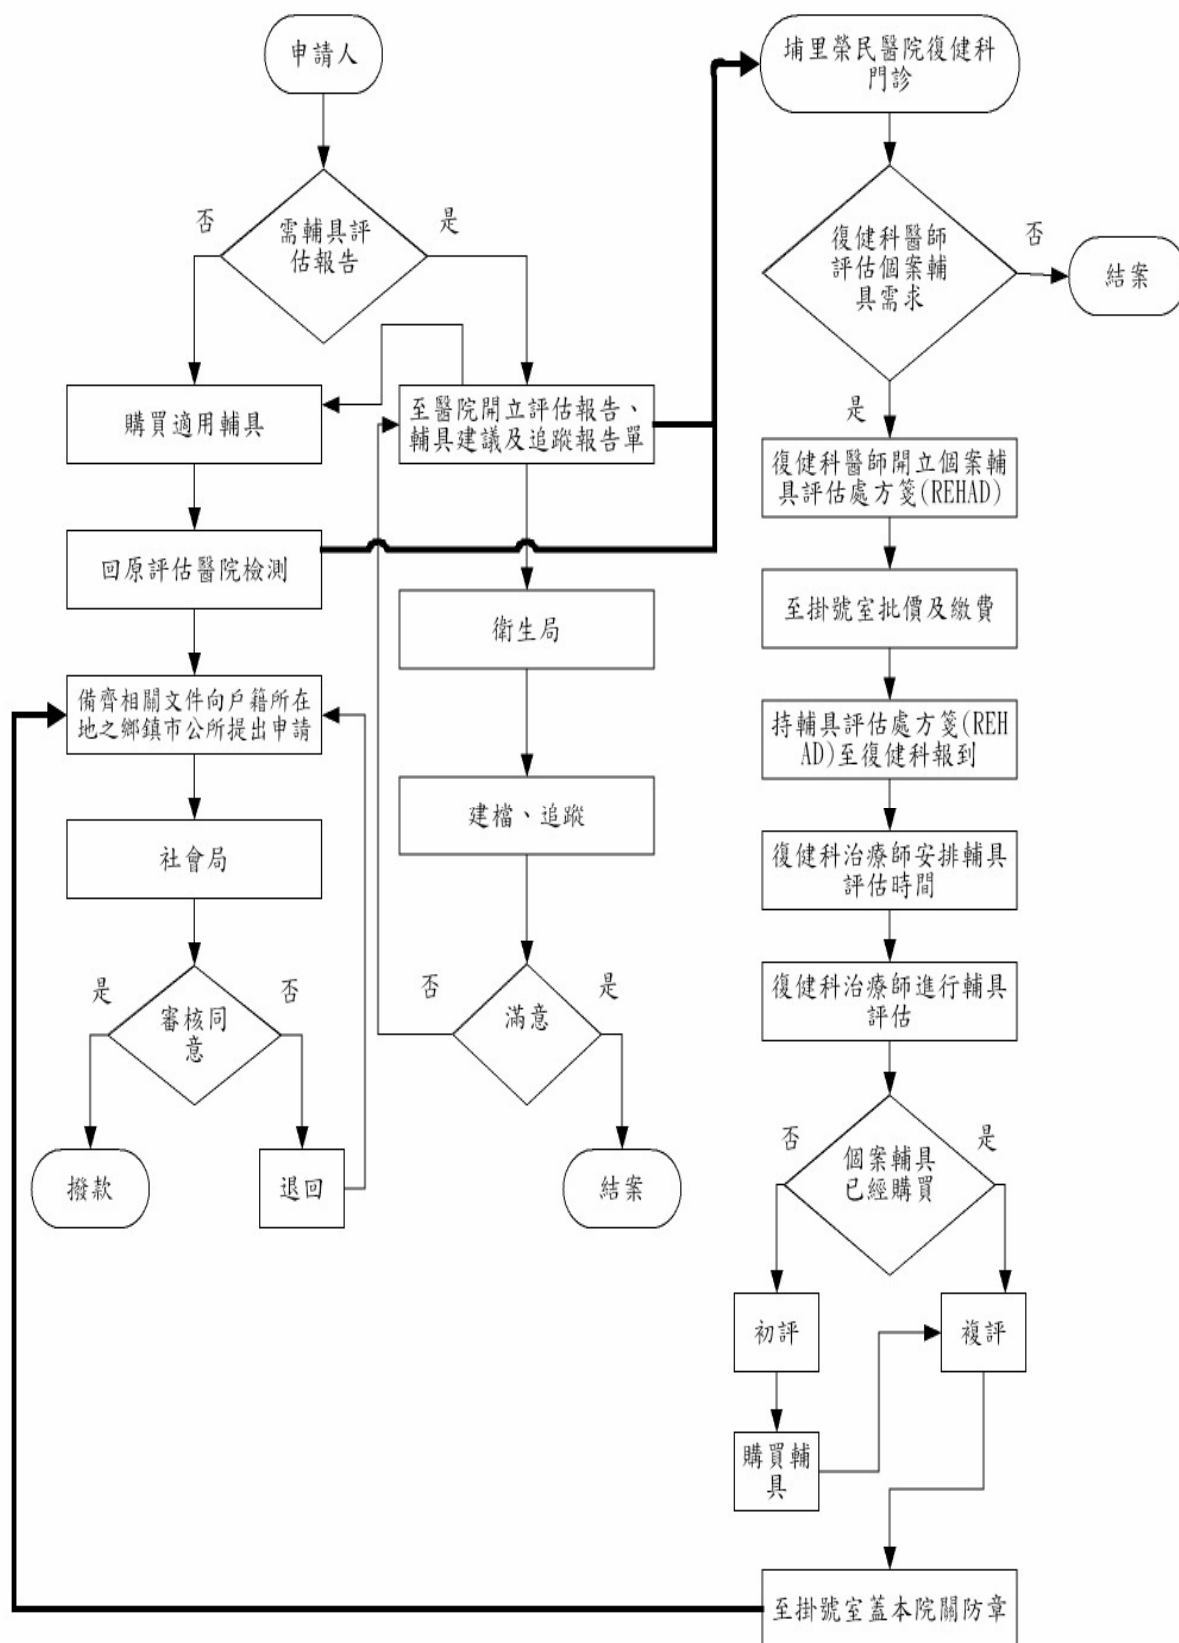 申請人
需輔具評
估報告
否
是
購買適用輔具
至醫院開立評估報告、
輔具建議及追蹤報告單
回原評估醫院檢測
衛生局
備齊相關文件向戶籍所在
地之鄉鎮市公所提出申請
建檔、追蹤
社會局
是
否
審核同
意
否
是
滿意
撥款
退回
結案
埔里榮民醫院復健科
門診
復健科醫師
評估個案輔
具需求
否
結案
是
復健科醫師開立個案輔
具評估處方箋(REHAD)
至掛號室批價及繳費
持輔具評估處方箋(REH
AD)至復健科報到
復健科治療師安排輔具
評估時間
復健科治療師進行輔具
評估
否
是
個案輔具
已經購買
初評
複評
購買輔
具
至掛號室蓋本院關防章